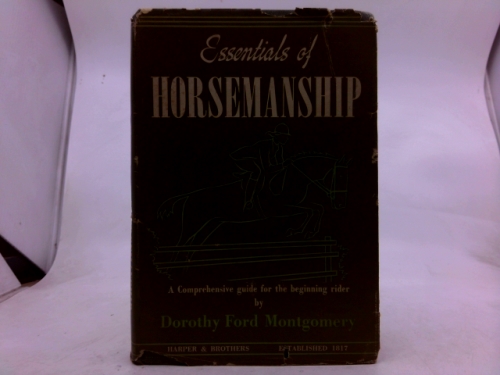 Essentials of
HORSEMANSHIP
A Comprehensive guide for the beginning rider
by
Dorothy Ford Montgomery
HARPER & BROTHERS ESTABLISHED 1817